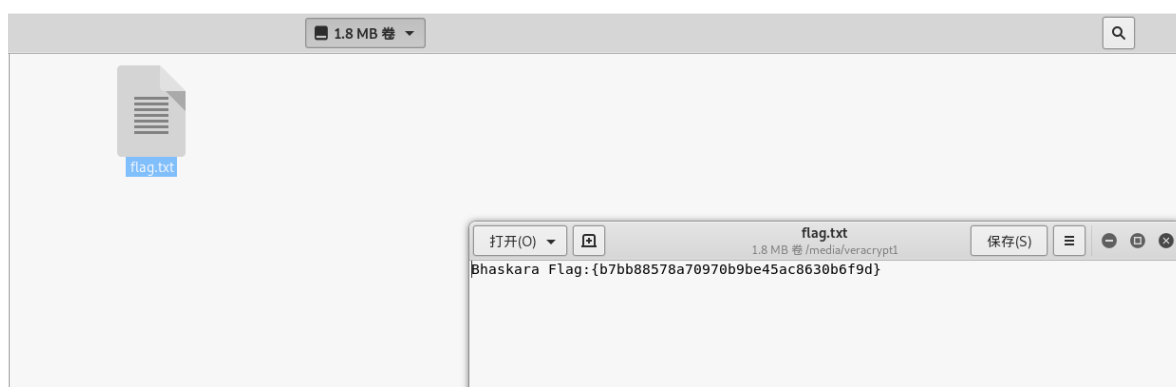 1.8 MB 卷
flag.txt
打开(O)
flag.txt
1.8 MB 卷 /media/veracrypt1
保存(S)
Bhaskara Flag:{b7bb88578a70970b9be45ac8630b6f9d}